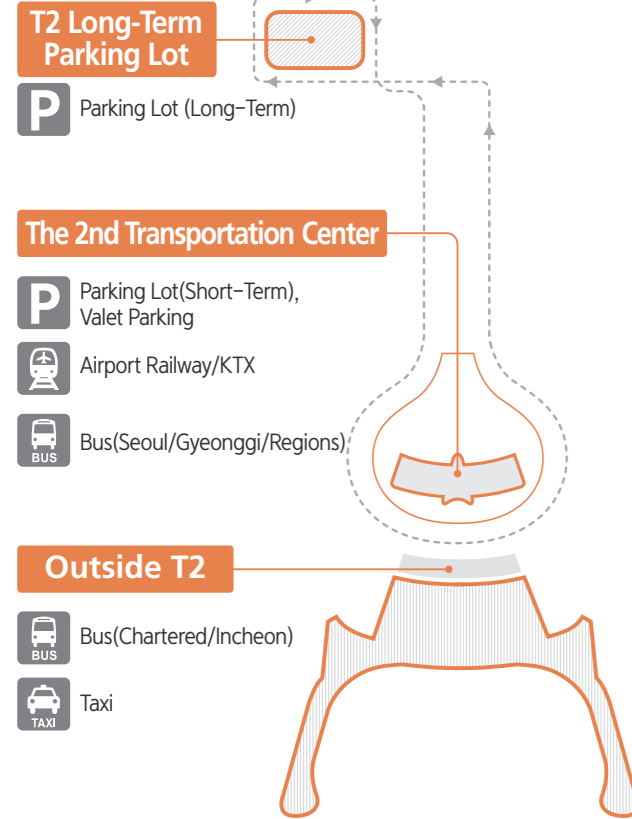 T2 Long-Term
Parking Lot
P
Parking Lot (Long-Term)
The 2nd Transportation Center
P
Parking Lot(Short-Term),
Valet Parking
Airport Railway/KTX
BUS
Bus(Seoul/Gyeonggi/Regions)
Outside T2
BUS
Bus(Chartered/Incheon)
TAXI
Taxi